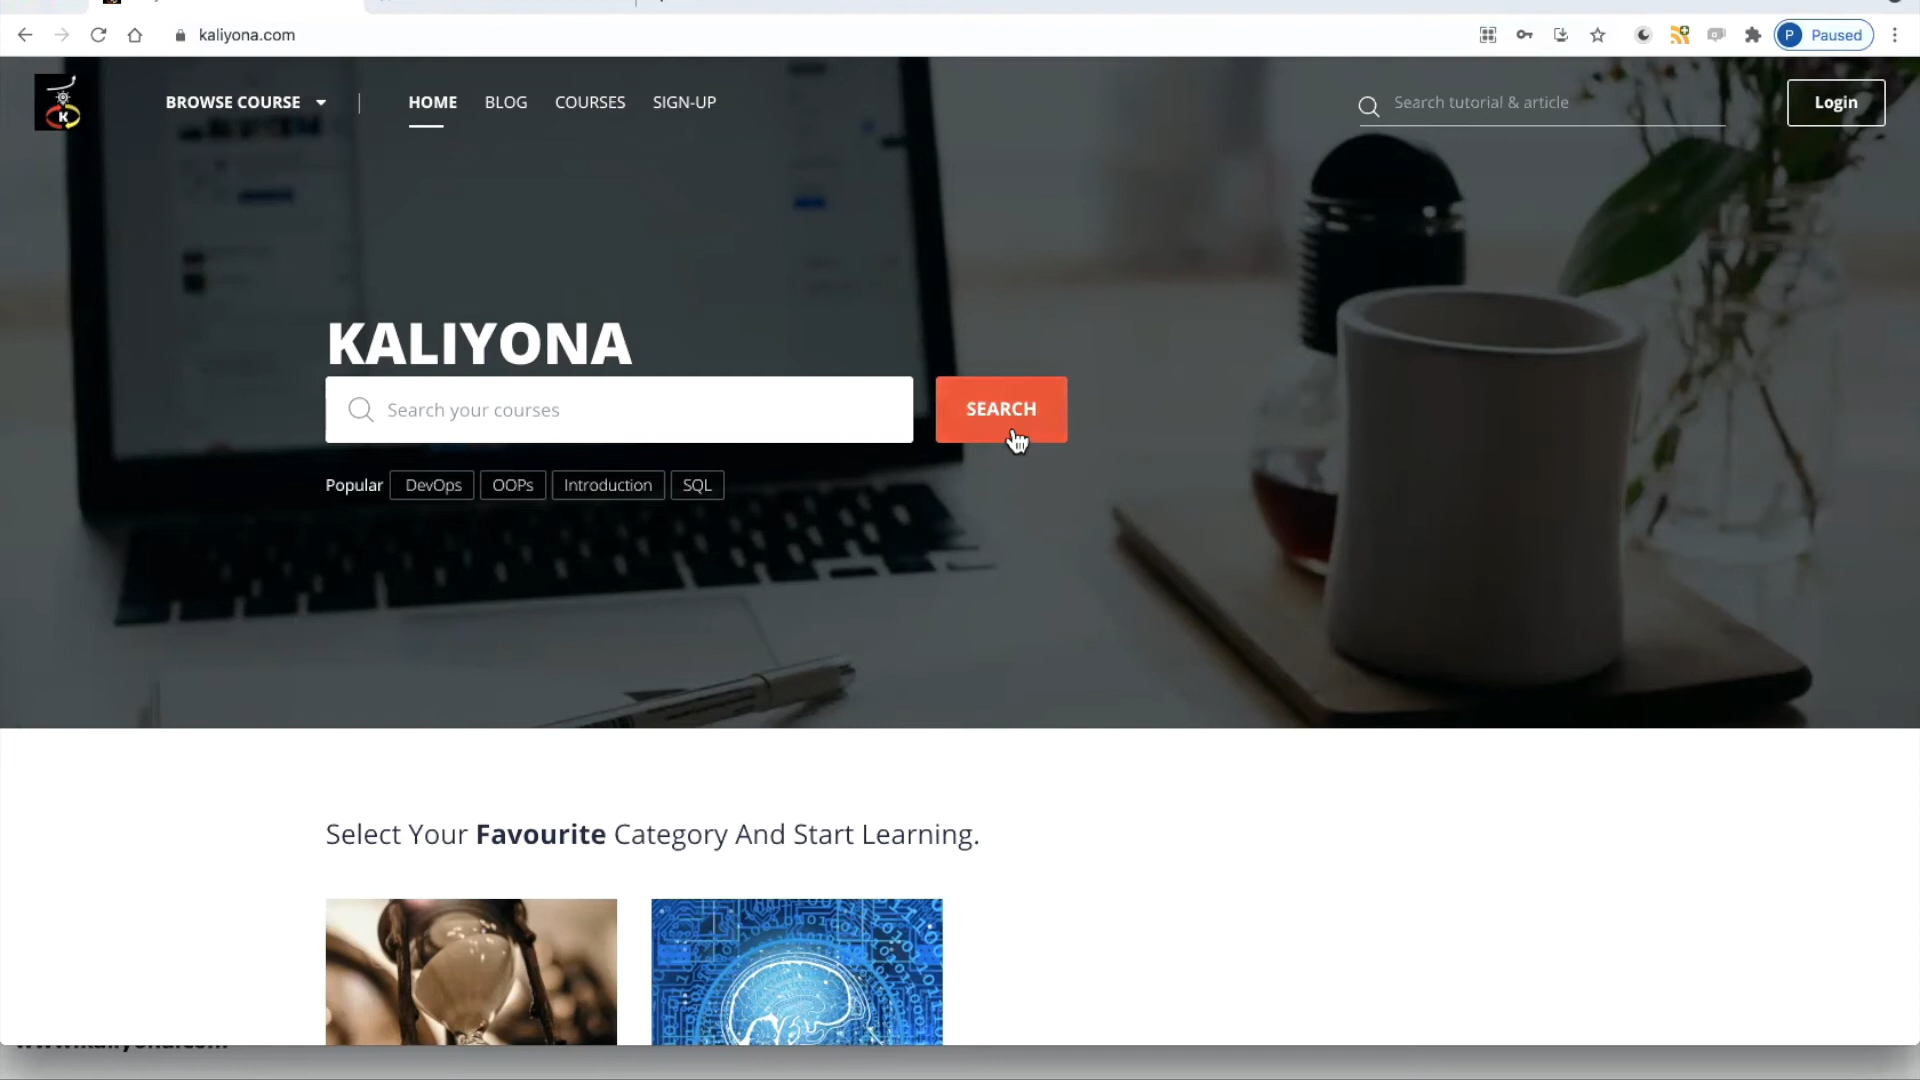 kaliyona.com
P Paused
K
BROWSE COURSE
HOME
BLOG
COURSES
SIGN-UP
Search tutorial & article
Login
KALIYONA
Search your courses
SEARCH
Popular
DevOps
OOPs
Introduction
SQL
Select Your Favourite Category And Start Learning.